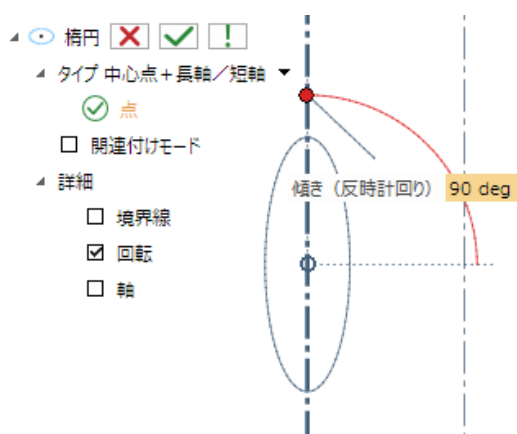 楕円
タイプ 中心点+長軸/短軸
点
関連付けモード
詳細
境界線
回転
軸
傾き (反時計回り) 90 deg